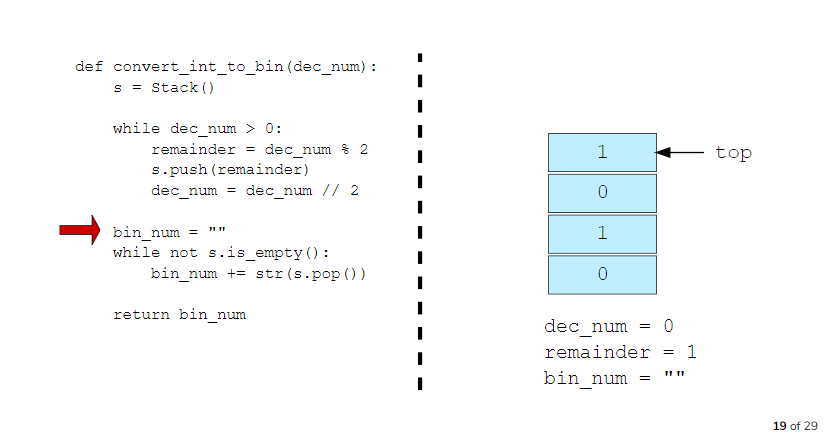 def convert_int_to_bin(dec_num):
    s = Stack()
    while dec_num > 0:
        remainder = dec_num % 2
        s.push(remainder)
        dec_num = dec_num // 2
    bin_num = ""
    while not s.is_empty():
        bin_num += str(s.pop())
    return bin_num
1 top
0
1
0
dec_num = 0
remainder = 1
bin_num = ""
19 of 29